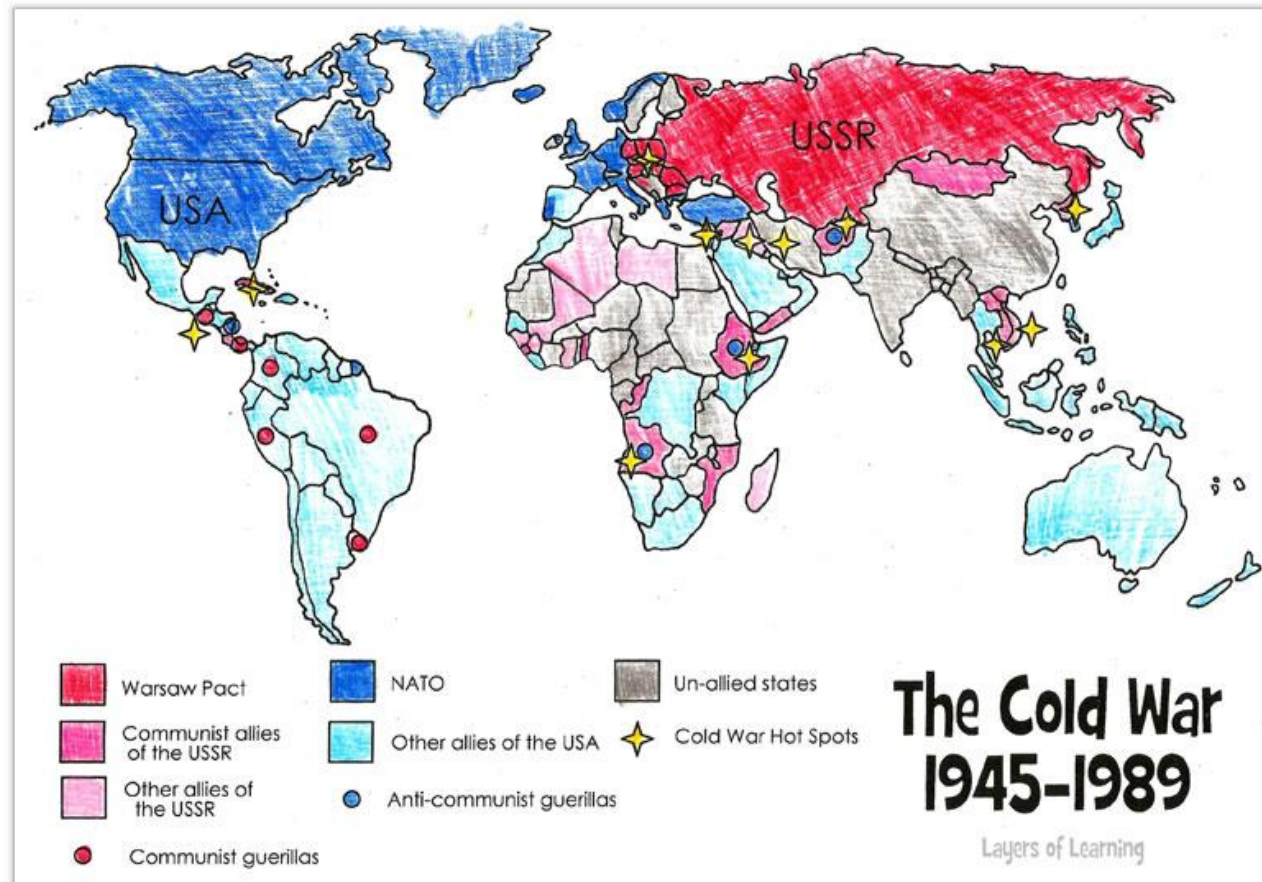 USA
USSR
Warsaw Pact
Communist allies
of the USSR
Other allies of
the USSR
Communist guerillas
NATO
Other allies of the USA
Anti-communist guerillas
Un-allied states
Cold War Hot Spots
The Cold War
1945-1989
Layers of Learning